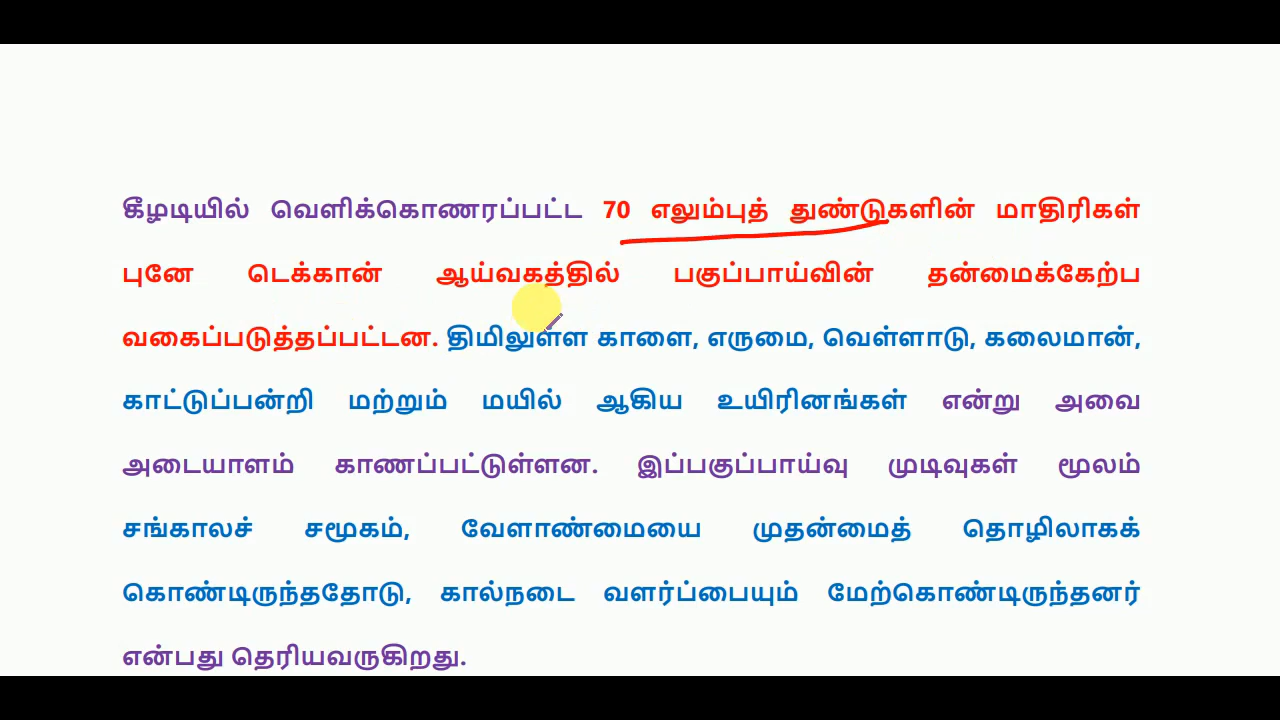 கீழடியில் வெளிக்கொணரப்பட்ட 70 எலும்புத் துண்டுகளின் மாதிரிகள்
புனே டெக்கான் ஆய்வகத்தில் பகுப்பாய்வின் தன்மைக்கேற்ப
வகைப்படுத்தப்பட்டன. திமிலுள்ள காளை, எருமை, வெள்ளாடு, கலைமான்,
காட்டுப்பன்றி மற்றும் மயில் ஆகிய உயிரினங்கள் என்று அவை
அடையாளம் காணப்பட்டுள்ளன. இப்பகுப்பாய்வு முடிவுகள் மூலம்
சங்காலச் சமூகம், வேளாண்மையை முதன்மைத் தொழிலாகக்
கொண்டிருந்ததோடு, கால்நடை வளர்ப்பையும் மேற்கொண்டிருந்தனர்
என்பது தெரியவருகிறது.